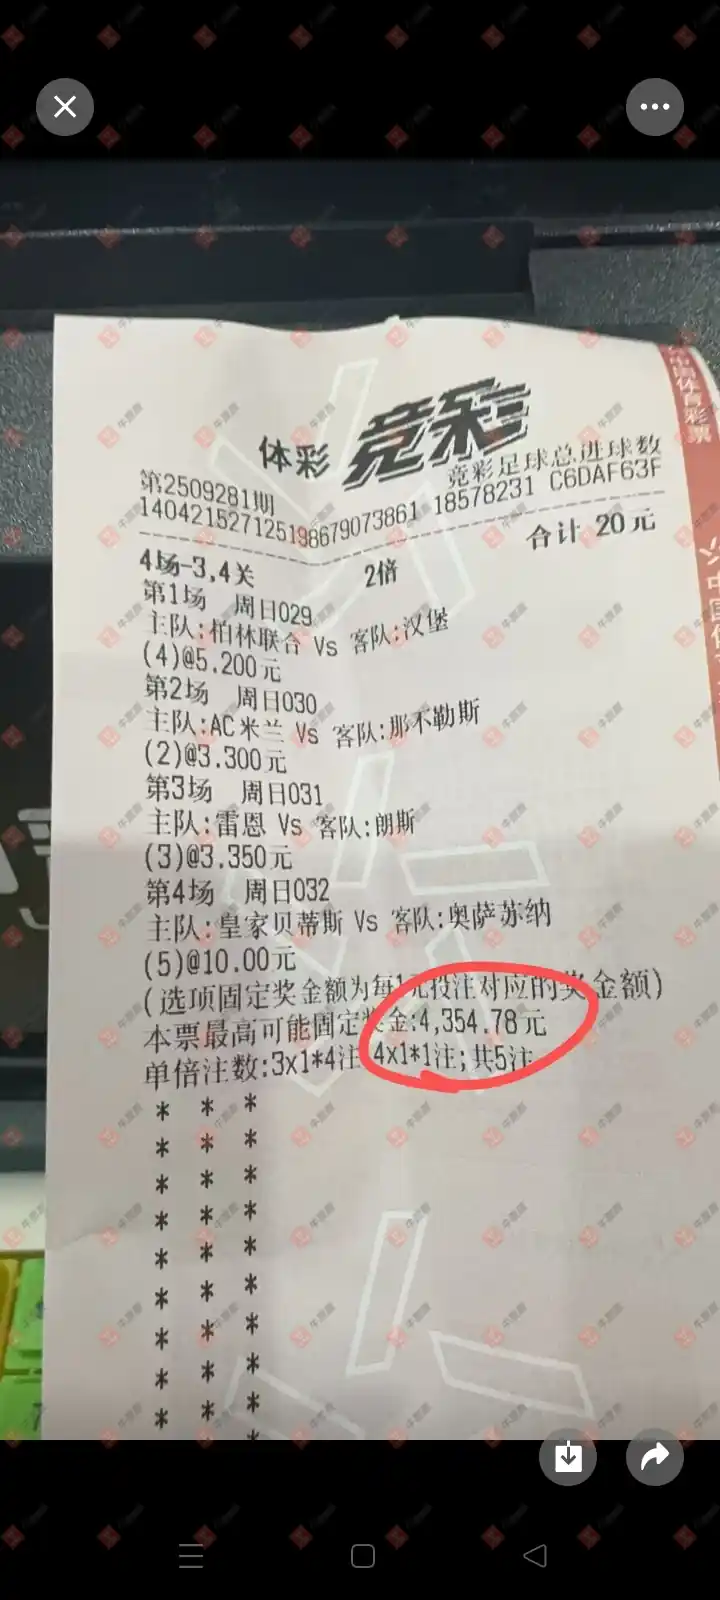 体彩 竞彩
竞彩足球总进球数
第2509281期
140421527125198679073861 18578231 C6DAF63F
4场-3,4关 2倍 合计 20元
第1场 周日029
主队:柏林联合 Vs 客队:汉堡
(4)@5.200元
第2场 周日030
主队:AC米兰 Vs 客队:那不勒斯
(2)@3.300元
第3场 周日031
主队:雷恩 Vs 客队:朗斯
(3)@3.350元
第4场 周日032
主队:皇家贝蒂斯 Vs 客队:奥萨苏纳
(5)@10.00元
(选项固定奖金额为每1元投注对应的奖金额)
本票最高可能固定奖金:4,354.78元
单倍注数:3x1*4注 4x1*1注;共5注
* * *
* * *
* * *
* * *
* * *
* * *
* * *
* * *
* * *
中国体育彩票